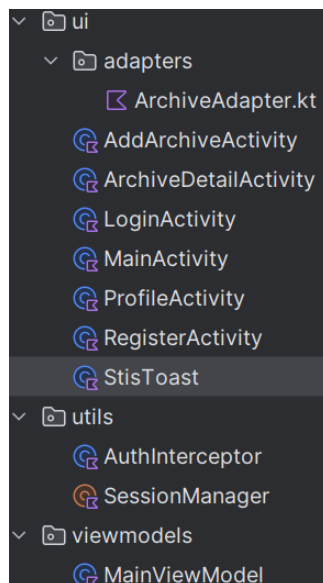 ui
adapters
ArchiveAdapter.kt
AddArchiveActivity
ArchiveDetailActivity
LoginActivity
MainActivity
ProfileActivity
RegisterActivity
StisToast
utils
AuthInterceptor
SessionManager
viewmodels
MainViewModel